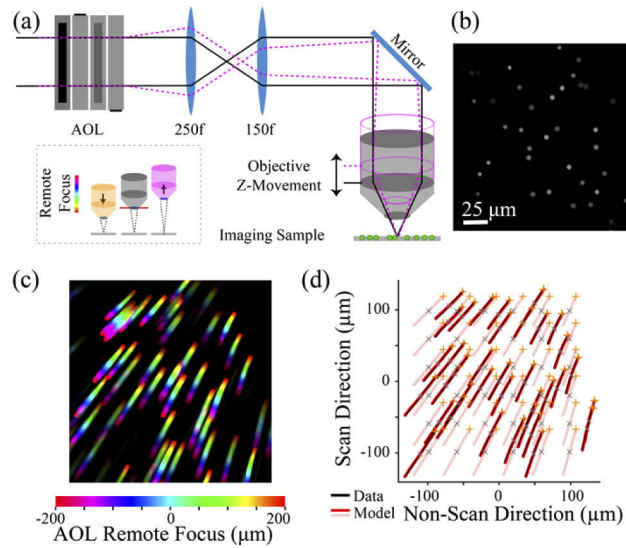 (a)
AOL
250f
150f
Mirror
Remote
Focus
Objective
Z-Movement
Imaging Sample
(b)
25 μm
(c)
-200
0
200
AOL Remote Focus
(μm)
(d)
Scan Direction (μm)
100
0
-100
-100
0
100
Data
Model
Non-Scan Direction (μm)